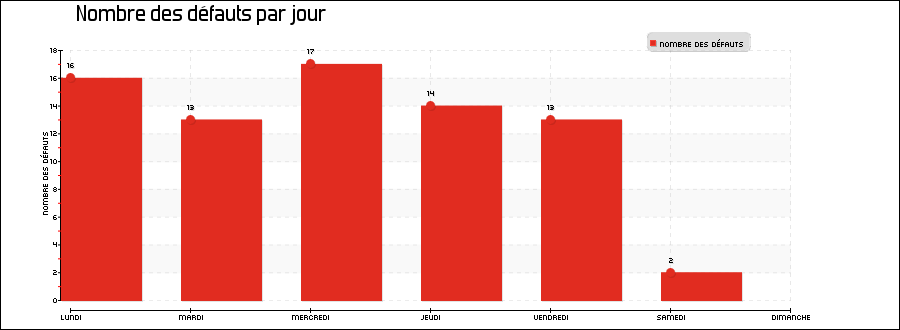 Nombre des défauts par jour
NOMBRE DES DÉFAUTS
NOMBRE DES DÉFAUTS
18
16
14
12
10
8
6
4
2
0
16
13
17
14
13
2
LUNDI
MARDI
MERCREDI
JEUDI
VENDREDI
SAMEDI
DIMANCHE